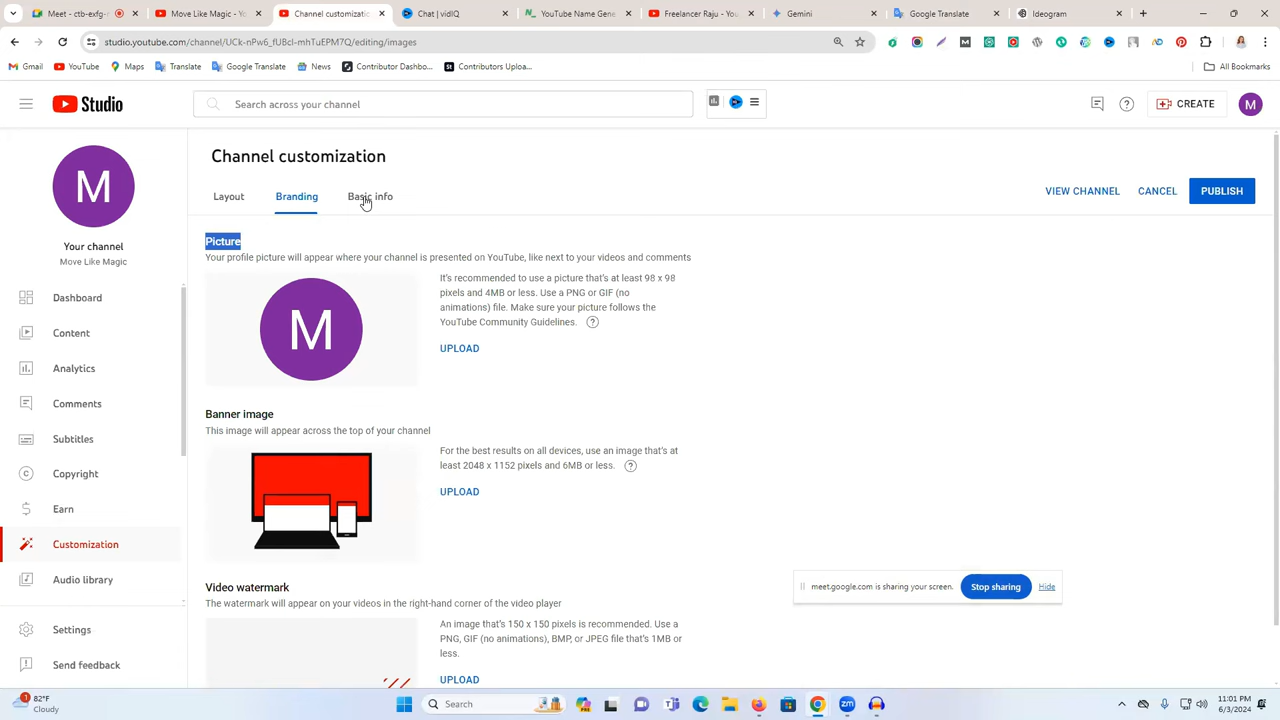 Meet - Move Like
Move Like Magic -
Channel customizatio
Chat | vidIQ
YouTube Name Gene
Freelancer Raju - You
Gemini
Google Translate
Ideogram
studio.youtube.com/channel/UCk-nPw6_fUBcI-mhTuEPM7Q/editing/images
Gmail
YouTube
Maps
Translate
Google Translate
News
Contributor Dashbo...
Contributors Uploa...
All Bookmarks
Studio
Search across your channel
CREATE
M
M
Your channel
Move Like Magic
Dashboard
Content
Analytics
Comments
Subtitles
Copyright
Earn
Customization
Audio library
Settings
Send feedback
Channel customization
Layout
Branding
Basic info
VIEW CHANNEL
CANCEL
PUBLISH
Picture
Your profile picture will appear where your channel is presented on YouTube, like next to your videos and comments
M
It's recommended to use a picture that's at least 98 x 98
pixels and 4MB or less. Use a PNG or GIF (no
animations) file. Make sure your picture follows the
YouTube Community Guidelines.
UPLOAD
Banner image
This image will appear across the top of your channel
For the best results on all devices, use an image that's at
least 2048 x 1152 pixels and 6MB or less.
UPLOAD
Video watermark
The watermark will appear on your videos in the right-hand corner of the video player
An image that's 150 x 150 pixels is recommended. Use a
PNG, GIF (no animations), BMP, or JPEG file that's 1MB or
less.
UPLOAD
meet.google.com is sharing your screen.
Stop sharing
Hide
1
82°F
Cloudy
Search
11:01 PM
6/3/2024